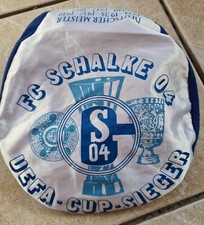 DEUTSCHER MEISTER
FC SCHALKE 04
S
04
UEFA-CUP-SIEGER